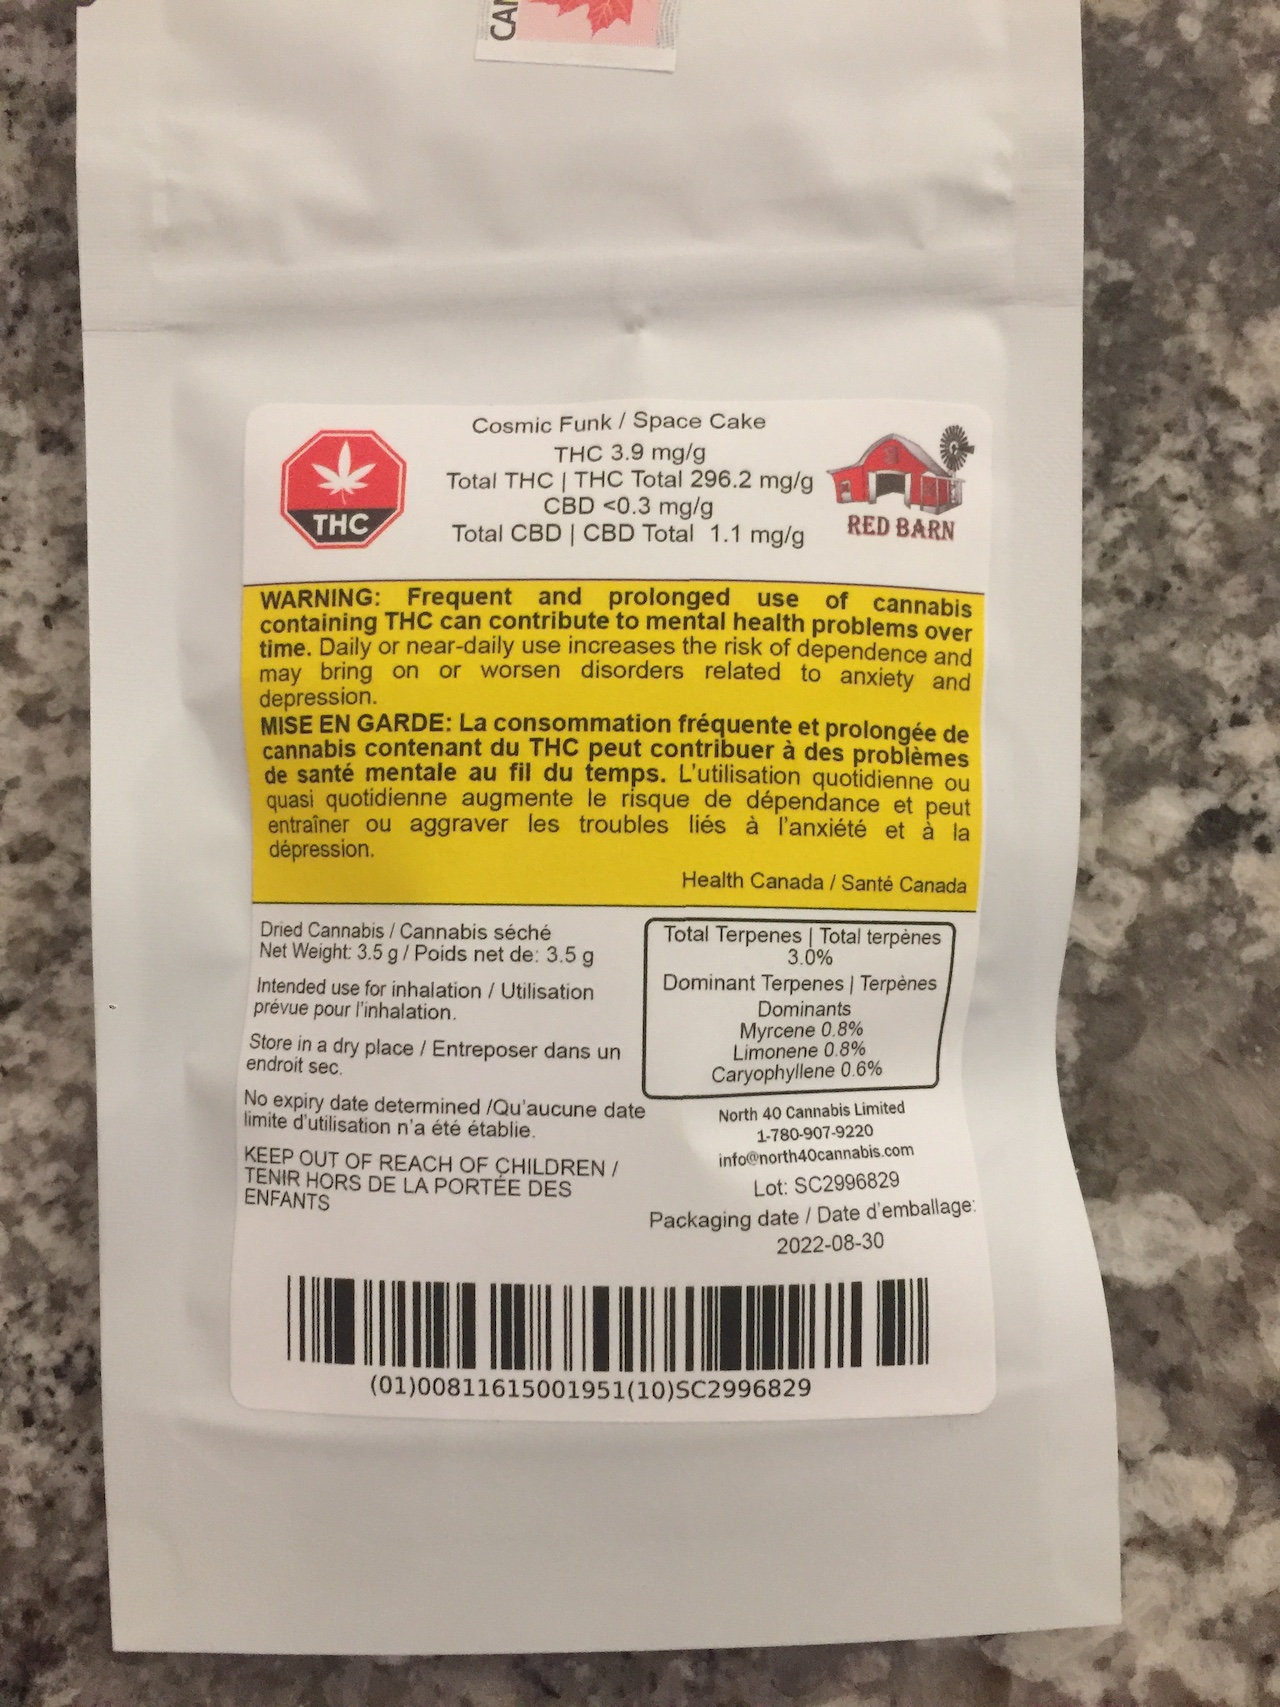 CAN
Cosmic Funk / Space Cake
THC 3.9 mg/g
Total THC | THC Total 296.2 mg/g
CBD <0.3 mg/g
Total CBD | CBD Total 1.1 mg/g
THC
RED BARN
WARNING: Frequent and prolonged use of cannabis
containing THC can contribute to mental health problems over
time. Daily or near-daily use increases the risk of dependence and
may bring on or worsen disorders related to anxiety and
depression.
MISE EN GARDE: La consommation fréquente et prolongée de
cannabis contenant du THC peut contribuer à des problèmes
de santé mentale au fil du temps. L'utilisation quotidienne ou
quasi quotidienne augmente le risque de dépendance et peut
entraîner ou aggraver les troubles liés à l'anxiété et à la
dépression.
Health Canada / Santé Canada
Dried Cannabis / Cannabis séché
Net Weight: 3.5 g / Poids net de: 3.5 g
Intended use for inhalation / Utilisation
prévue pour l'inhalation.
Store in a dry place / Entreposer dans un
endroit sec.
No expiry date determined /Qu'aucune date
limite d'utilisation n'a été établie.
KEEP OUT OF REACH OF CHILDREN /
TENIR HORS DE LA PORTÉE DES
ENFANTS
Total Terpenes | Total terpènes
3.0%
Dominant Terpenes | Terpènes
Dominants
Myrcene 0.8%
Limonene 0.8%
Caryophyllene 0.6%
North 40 Cannabis Limited
1-780-907-9220
info@north40cannabis.com
Lot: SC2996829
Packaging date / Date d'emballage:
2022-08-30
(01)00811615001951(10)SC2996829